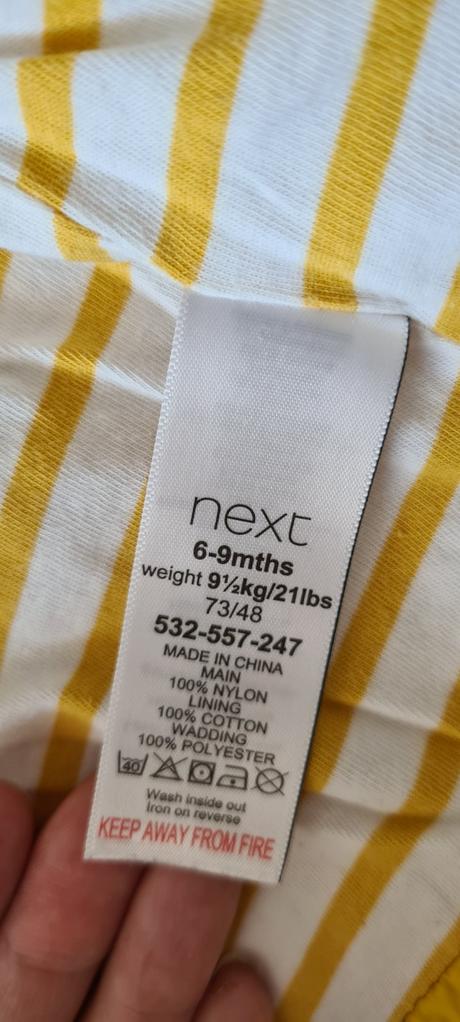 next
6-9mths
weight 9½kg/21lbs
73/48
532-557-247
MADE IN CHINA
MAIN
100% NYLON
LINING
100% COTTON
WADDING
100% POLYESTER
40
Wash inside out
Iron on reverse
KEEP AWAY FROM FIRE